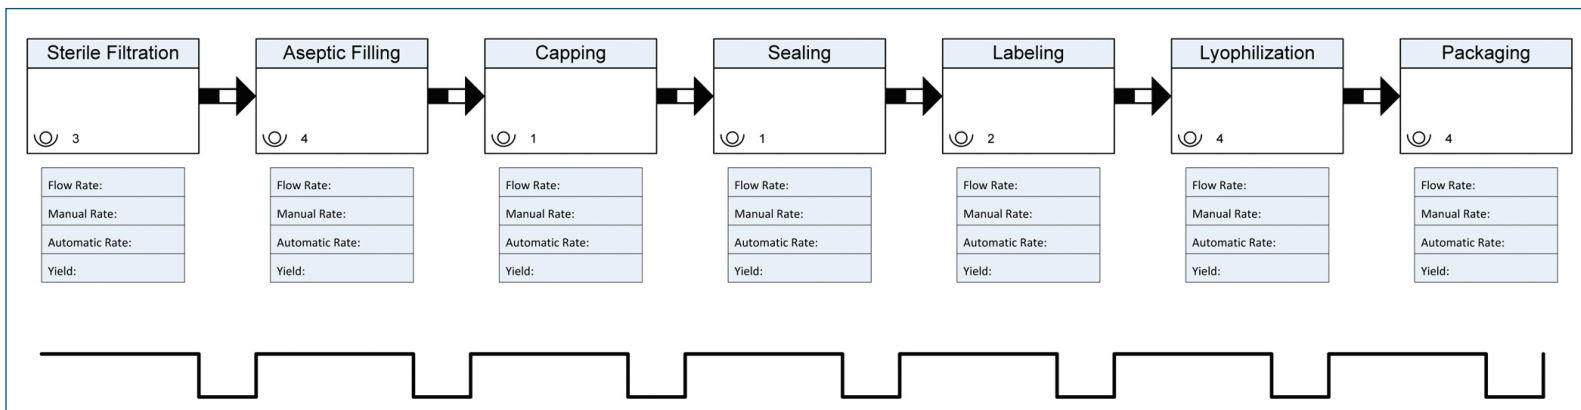 Sterile Filtration
3
Flow Rate:
Manual Rate:
Automatic Rate:
Yield:
Aseptic Filling
4
Flow Rate:
Manual Rate:
Automatic Rate:
Yield:
Capping
1
Flow Rate:
Manual Rate:
Automatic Rate:
Yield:
Sealing
1
Flow Rate:
Manual Rate:
Automatic Rate:
Yield:
Labeling
2
Flow Rate:
Manual Rate:
Automatic Rate:
Yield:
Lyophilization
4
Flow Rate:
Manual Rate:
Automatic Rate:
Yield:
Packaging
4
Flow Rate:
Manual Rate:
Automatic Rate:
Yield: